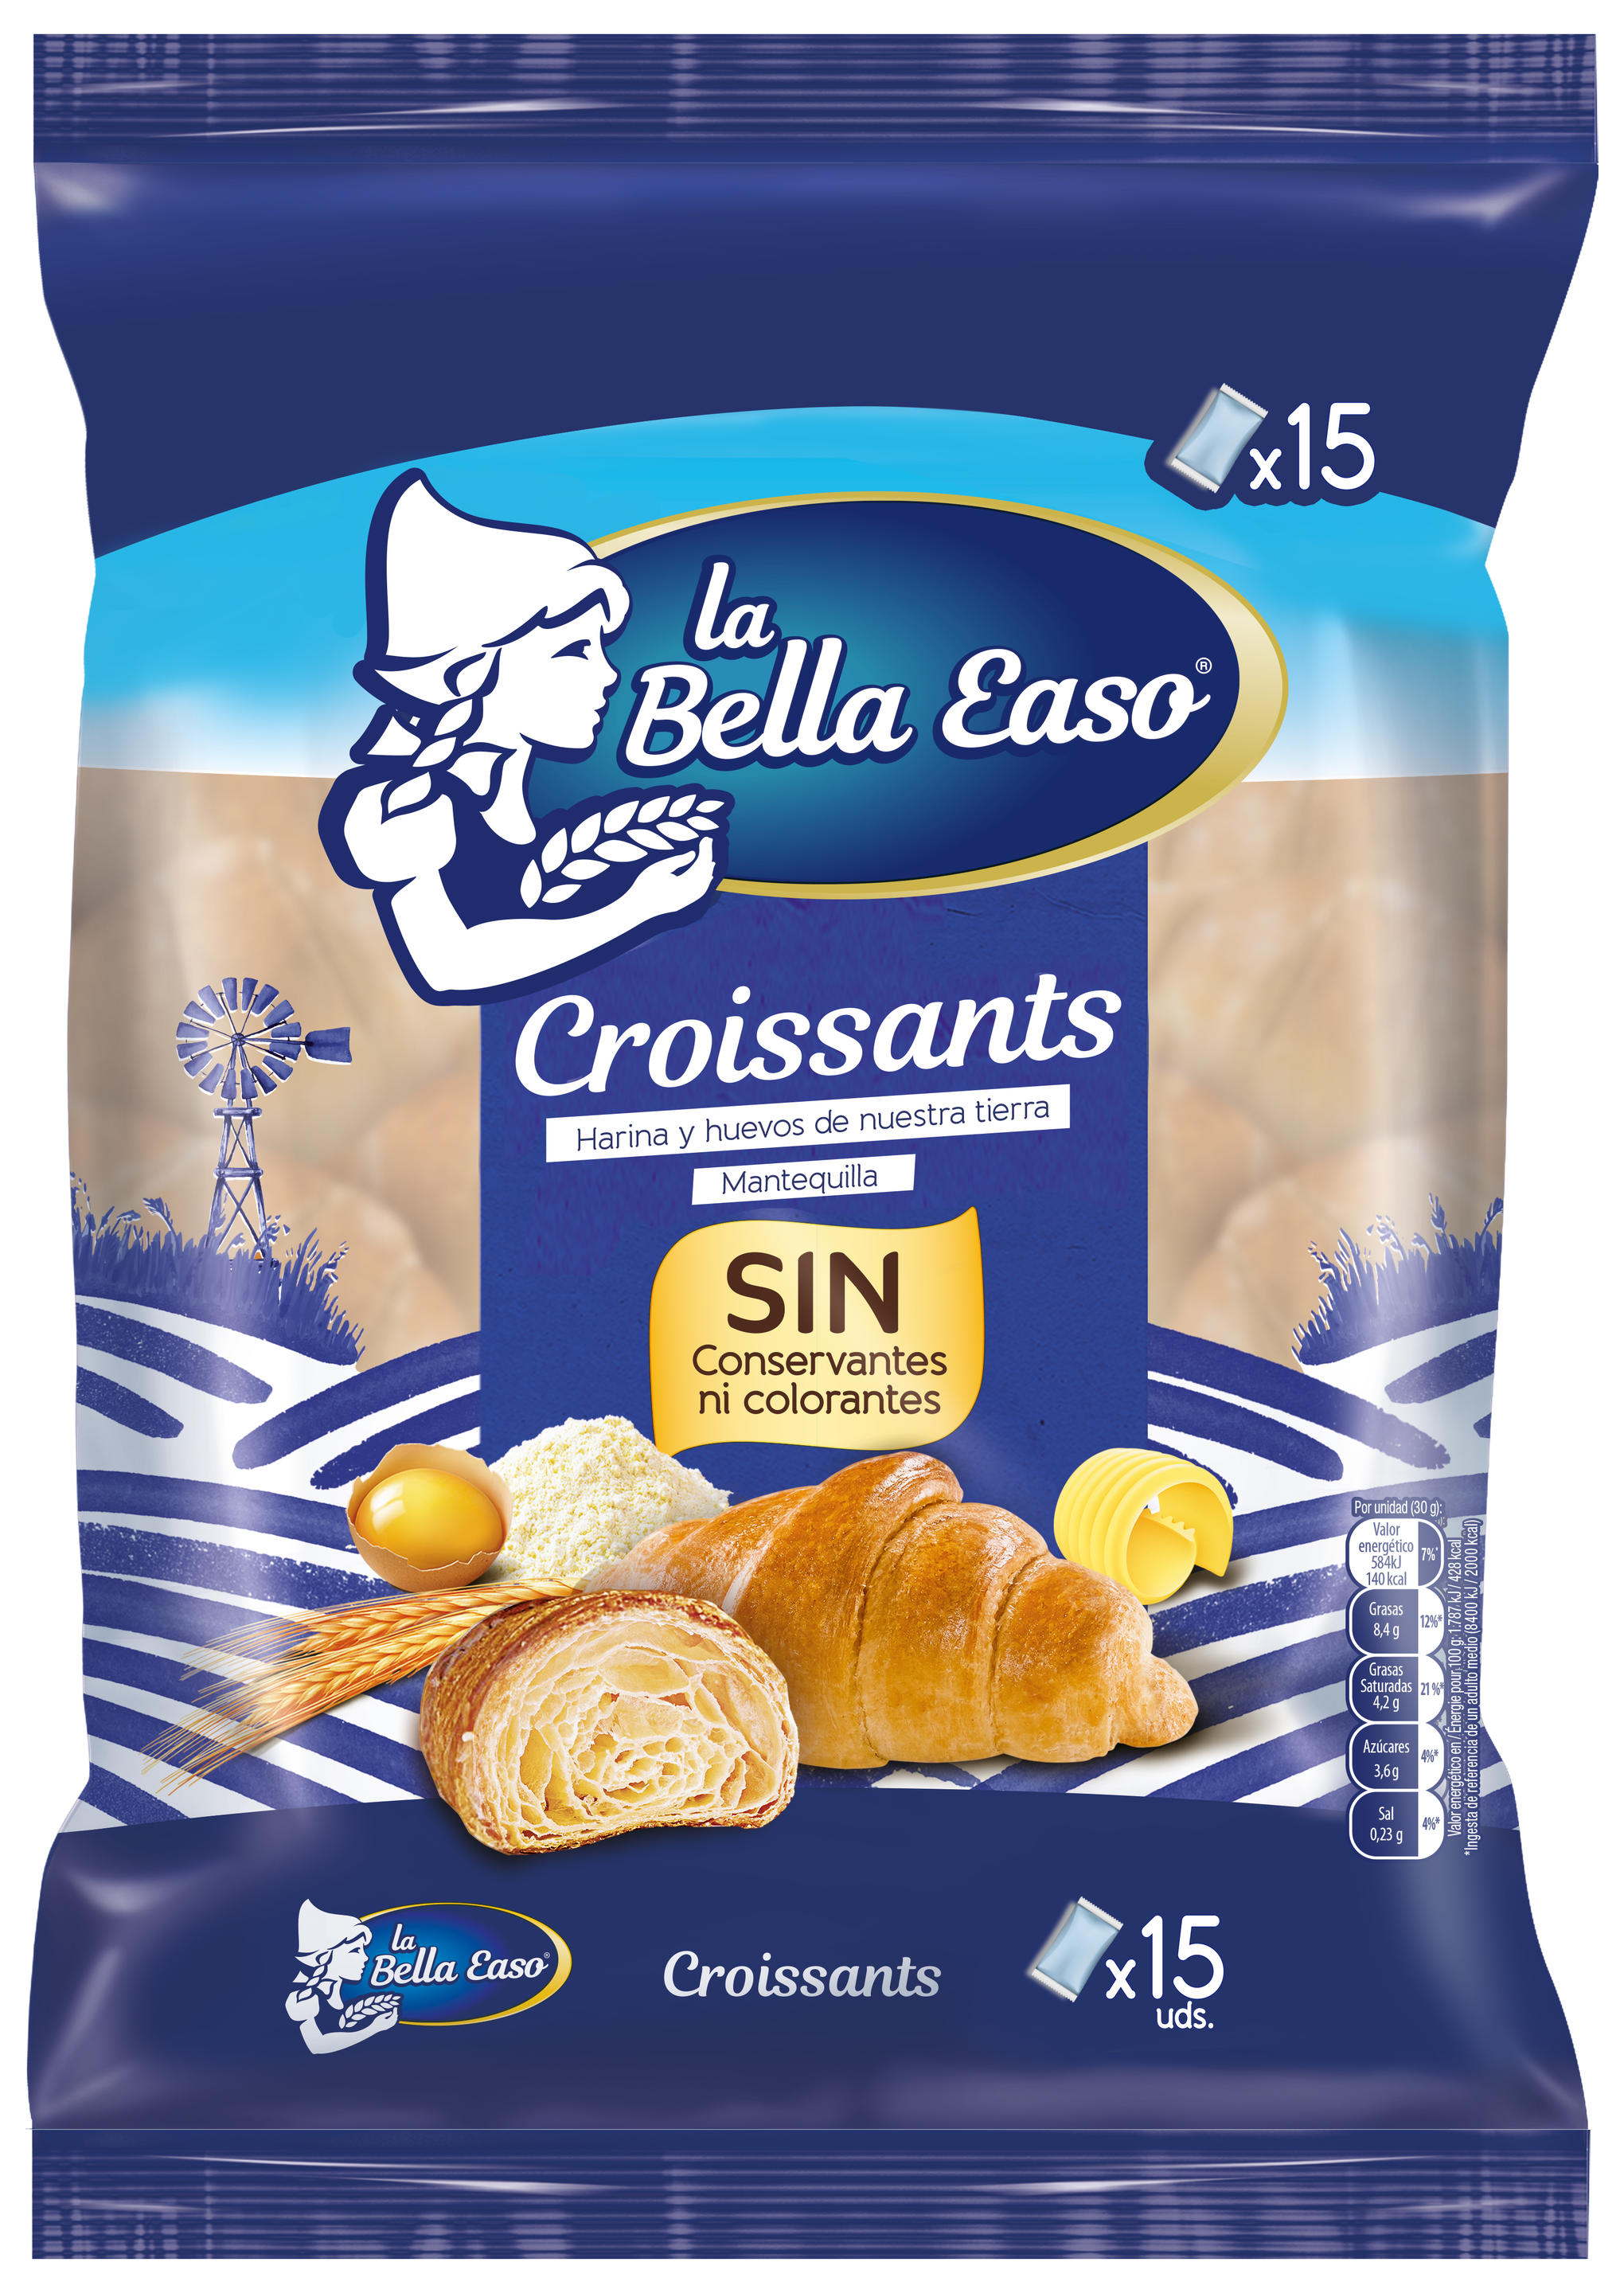 x15
la
Bella Easo®
Croissants
Harina y huevos de nuestra tierra
Mantequilla
SIN
Conservantes
ni colorantes
Por unidad (30 g):
Valor
energético
584kJ
140 kcal
7%*
Grasas
8,4 g
12%*
Grasas
Saturadas
4,2 g
21%*
Azúcares
3,6 g
4%*
Sal
0,23 g
4%*
Valor energético en / Énergie pour 100 g: 1.787 kJ / 428 kcal
*Ingesta de referencia de un adulto medio (8400 kJ / 2000 kcal)
la
Bella Easo®
Croissants
x15
uds.